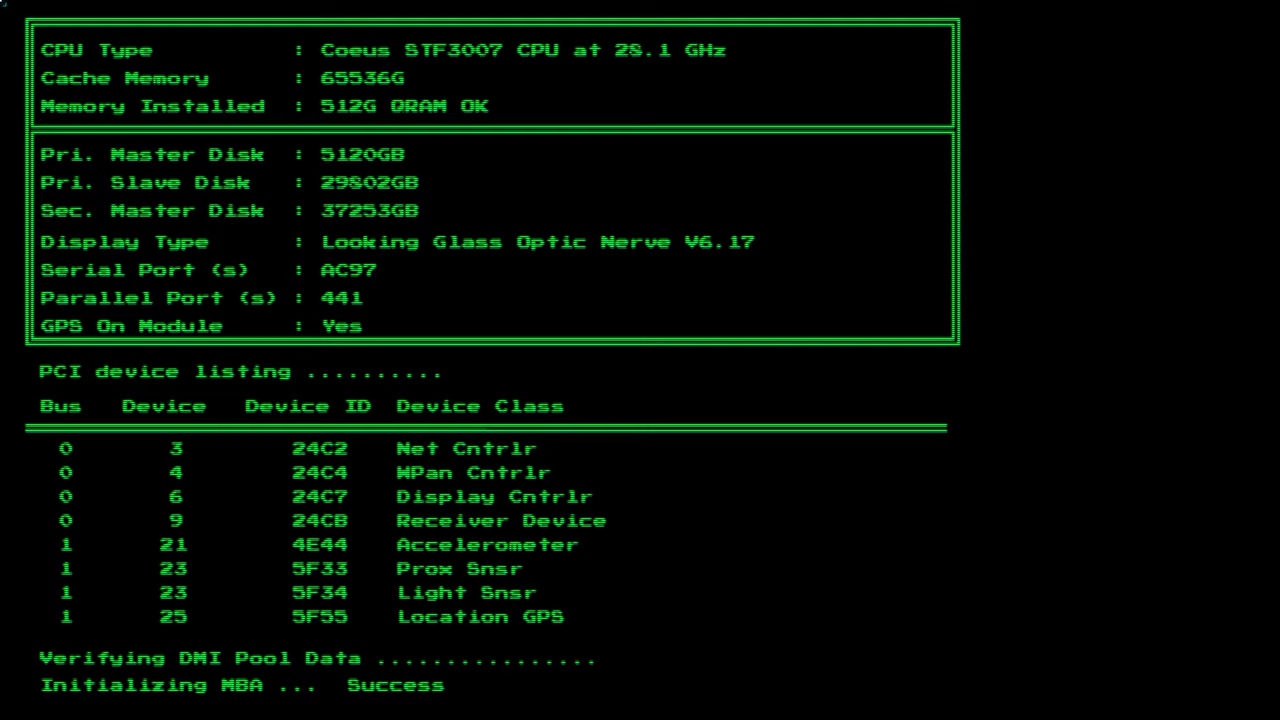 CPU Type : Coeus STF3007 CPU at 28.1 GHz
Cache Memory : 65536G
Memory Installed : 512G QRAM OK
Pri. Master Disk : 5120GB
Pri. Slave Disk : 29802GB
Sec. Master Disk : 37253GB
Display Type : Looking Glass Optic Nerve V6.17
Serial Port (s) : AC97
Parallel Port (s) : 441
GPS On Module : Yes
PCI device listing ..........
Bus Device Device ID Device Class
0 3 24C2 Net Cntrlr
0 4 24C4 WPan Cntrlr
0 6 24C7 Display Cntrlr
0 9 24CB Receiver Device
1 21 4E44 Accelerometer
1 23 5F33 Prox Snsr
1 23 5F34 Light Snsr
1 25 5F55 Location GPS
Verifying DMI Pool Data ................
Initializing MBA ... Success